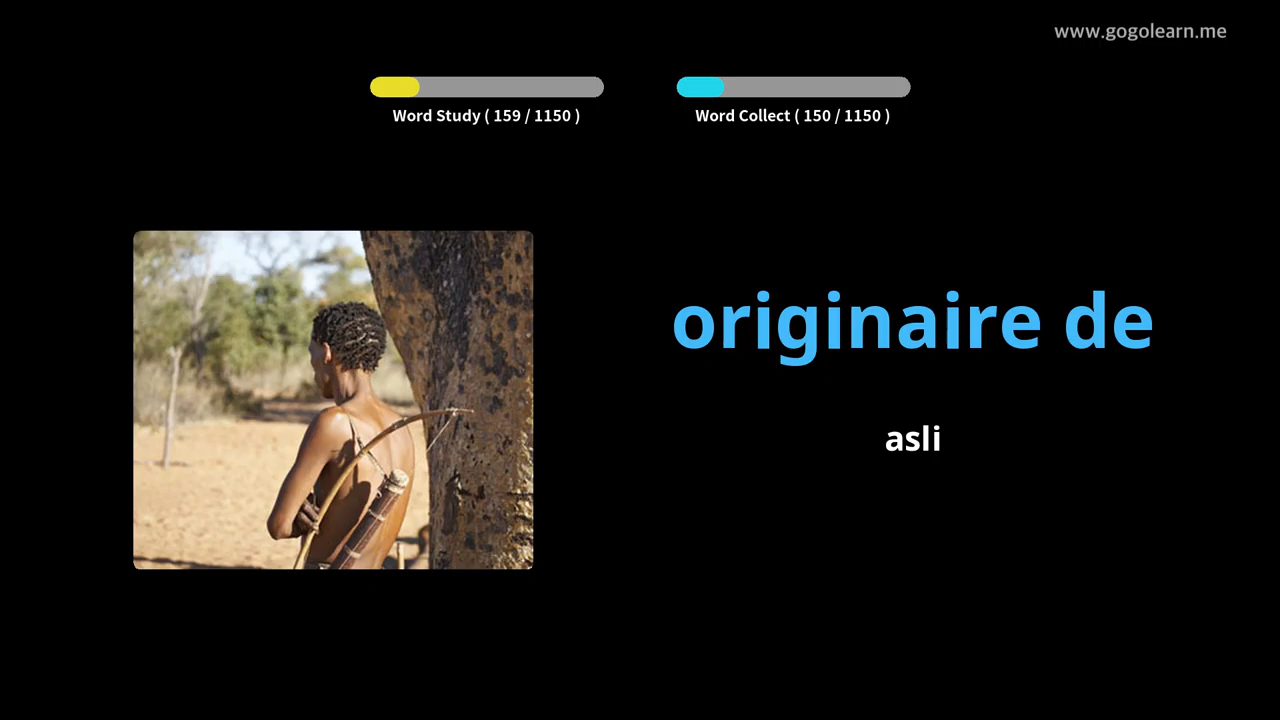 www.gogolearn.me
Word Study ( 159 / 1150 )
Word Collect ( 150 / 1150 )
originaire de
asli